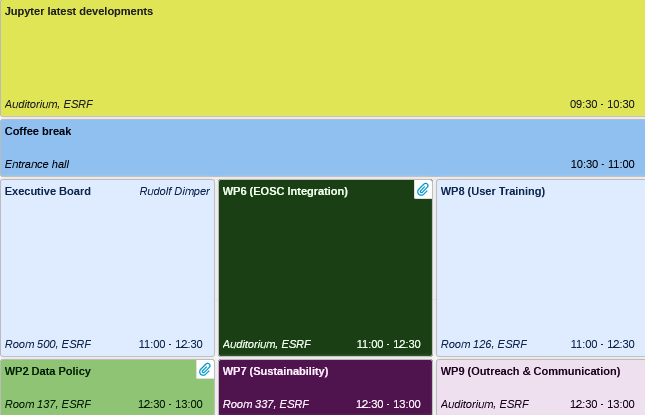 Jupyter latest developments
Auditorium, ESRF 09:30 - 10:30
Coffee break
Entrance hall 10:30 - 11:00
Executive Board Rudolf Dimper
Room 500, ESRF 11:00 - 12:30
WP6 (EOSC Integration)
Auditorium, ESRF 11:00 - 12:30
WP8 (User Training)
Room 126, ESRF 11:00 - 12:30
WP2 Data Policy
Room 137, ESRF 12:30 - 13:00
WP7 (Sustainability)
Room 337, ESRF 12:30 - 13:00
WP9 (Outreach & Communication)
Auditorium, ESRF 12:30 - 13:00